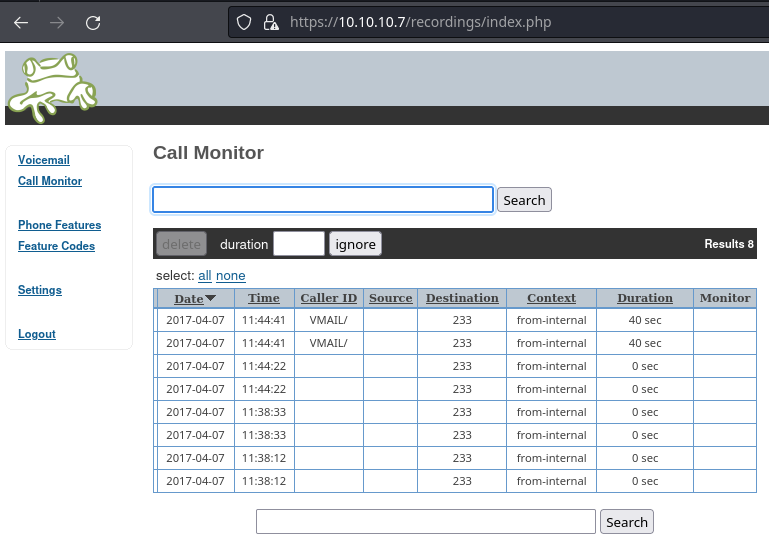 https://10.10.10.7/recordings/index.php
Voicemail
Call Monitor
Phone Features
Feature Codes
Settings
Logout
Call Monitor
Search
delete duration ignore Results 8
select: all none
Date Time Caller ID Source Destination Context Duration Monitor
2017-04-07 11:44:41 VMAIL/ 233 from-internal 40 sec
2017-04-07 11:44:41 VMAIL/ 233 from-internal 40 sec
2017-04-07 11:44:22 233 from-internal 0 sec
2017-04-07 11:44:22 233 from-internal 0 sec
2017-04-07 11:38:33 233 from-internal 0 sec
2017-04-07 11:38:33 233 from-internal 0 sec
2017-04-07 11:38:12 233 from-internal 0 sec
2017-04-07 11:38:12 233 from-internal 0 sec
Search